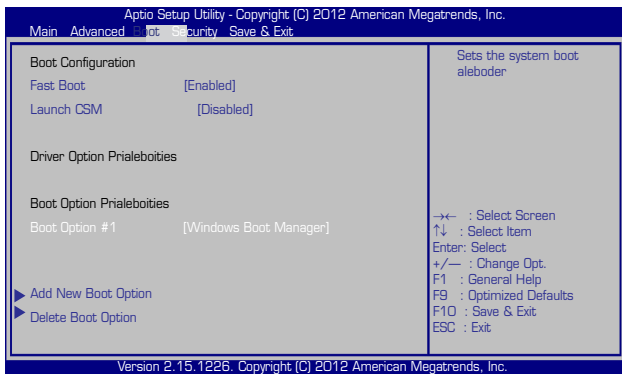 Aptio Setup Utility - Copyright (C) 2012 American Megatrends, Inc.
Main Advanced Boot Security Save & Exit
Boot Configuration
Fast Boot [Enabled]
Launch CSM [Disabled]
Driver Option Prialeboities
Boot Option Prialeboities
Boot Option #1 [Windows Boot Manager]
Add New Boot Option
Delete Boot Option
Sets the system boot
aleboder
→← : Select Screen
↑↓ : Select Item
Enter: Select
+/— : Change Opt.
F1 : General Help
F9 : Optimized Defaults
F10 : Save & Exit
ESC : Exit
Version 2.15.1226. Copyright (C) 2012 American Megatrends, Inc.